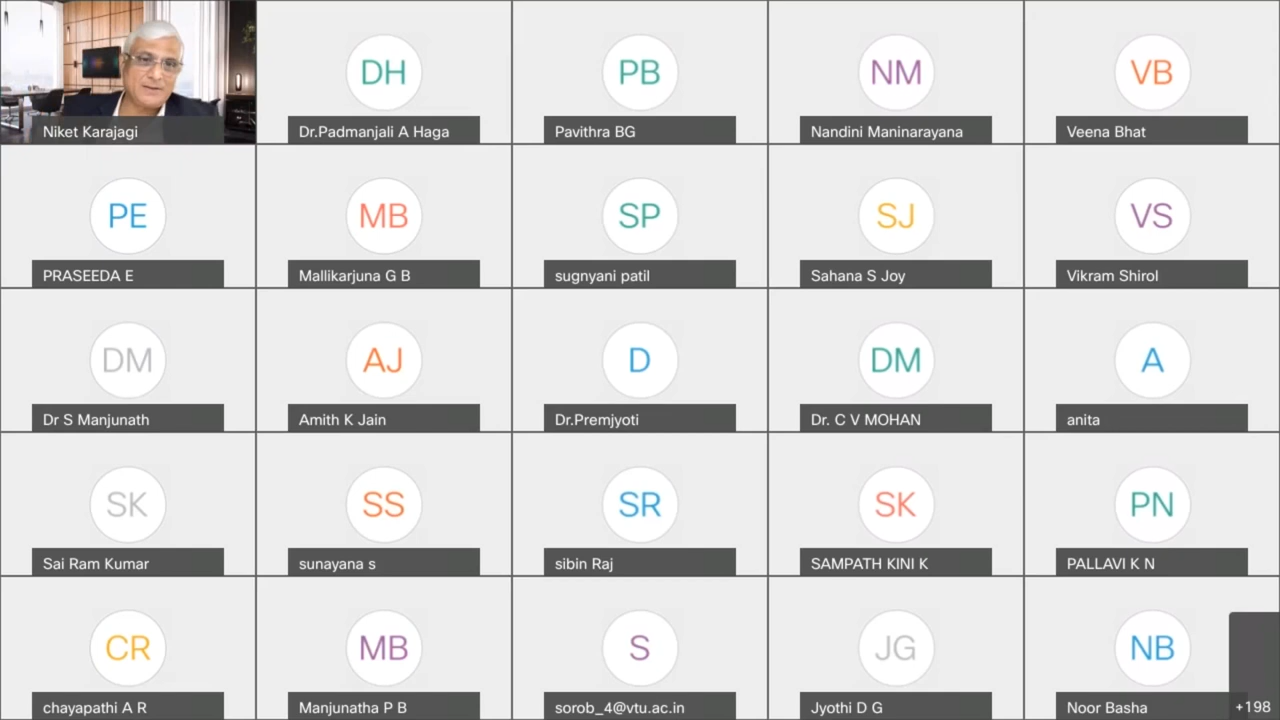 Niket Karajagi
DH
Dr.Padmanjali A Haga
PB
Pavithra BG
NM
Nandini Maninarayana
VB
Veena Bhat
PE
PRASEEDA E
MB
Mallikarjuna G B
SP
sugnyani patil
SJ
Sahana S Joy
VS
Vikram Shirol
DM
Dr S Manjunath
AJ
Amith K Jain
D
Dr.Premjyoti
DM
Dr. C V MOHAN
A
anita
SK
Sai Ram Kumar
SS
sunayana s
SR
sibin Raj
SK
SAMPATH KINI K
PN
PALLAVI K N
CR
chayapathi A R
MB
Manjunatha P B
S
sorob_4@vtu.ac.in
JG
Jyothi D G
NB
Noor Basha
+198